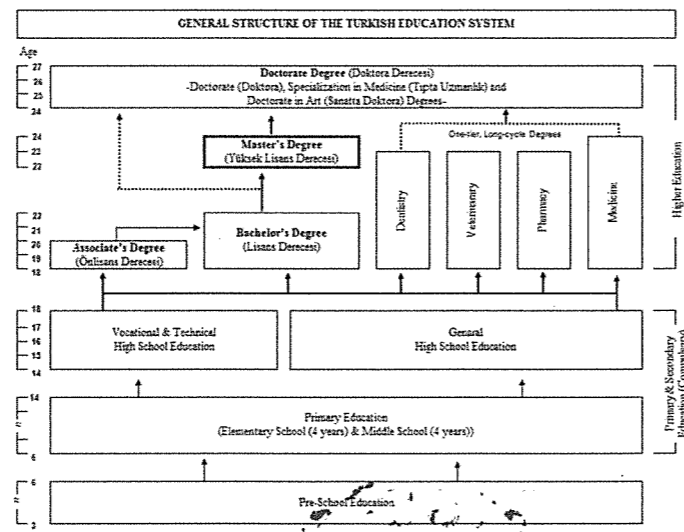 GENERAL STRUCTURE OF THE TURKISH EDUCATION SYSTEM
Age
27
26
25
24
Doctorate Degree (Doktora Derecesi)
-Doctorate (Doktora), Specialization in Medicine (Tıpta Uzmanlık) and
Doctorate in Art (Sanatta Doktora) Degrees-
One-tier, Long-cycle Degrees
24
23
22
Master's Degree
(Yüksek Lisans Derecesi)
Dentistry
Veterinary
Pharmacy
Medicine
Higher Education
22
21
20
19
18
Bachelor's Degree
(Lisans Derecesi)
Associate's Degree
(Önlisans Derecesi)
18
17
16
15
14
Vocational & Technical
High School Education
General
High School Education
Primary & Secondary
Education (Compulsory)
14
6
Primary Education
(Elementary School (4 years) & Middle School (4 years))
6
3
Pre-School Education